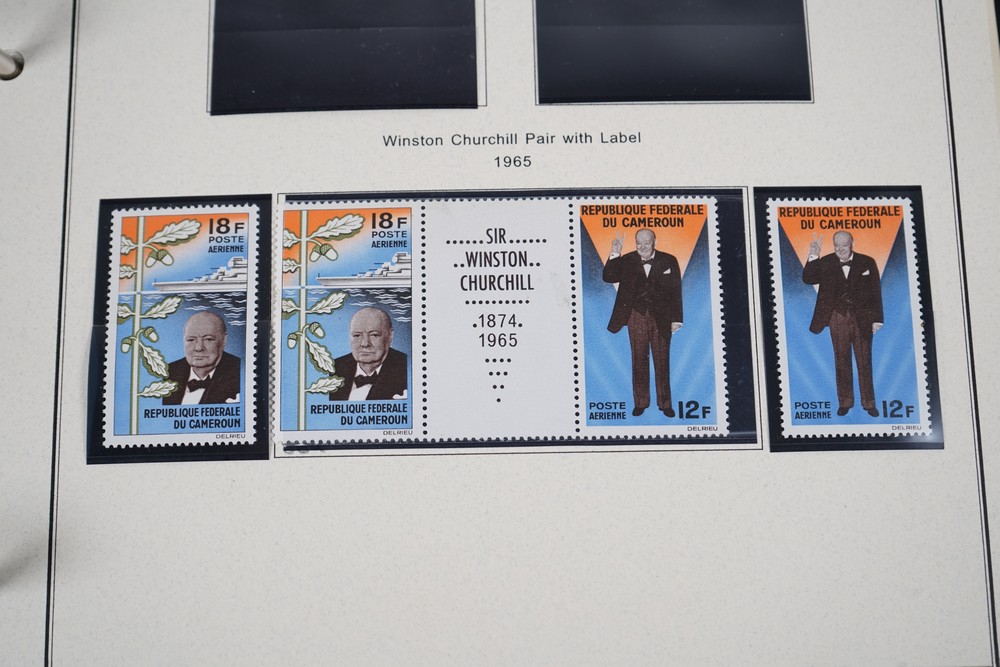 Winston Churchill Pair with Label
1965
18F
POSTE
AERIENNE
REPUBLIQUE FEDERALE
DU CAMEROUN
DELRIEU
18F
POSTE
AERIENNE
REPUBLIQUE FEDERALE
DU CAMEROUN
DELRIEU
......SIR......
..WINSTON..
CHURCHILL
..........
.1874.
1965
.....
...
.
REPUBLIQUE FEDERALE
DU CAMEROUN
POSTE
AERIENNE 12F
DELRIEU
REPUBLIQUE FEDERALE
DU CAMEROUN
POSTE
AERIENNE 12F
DELRIEU